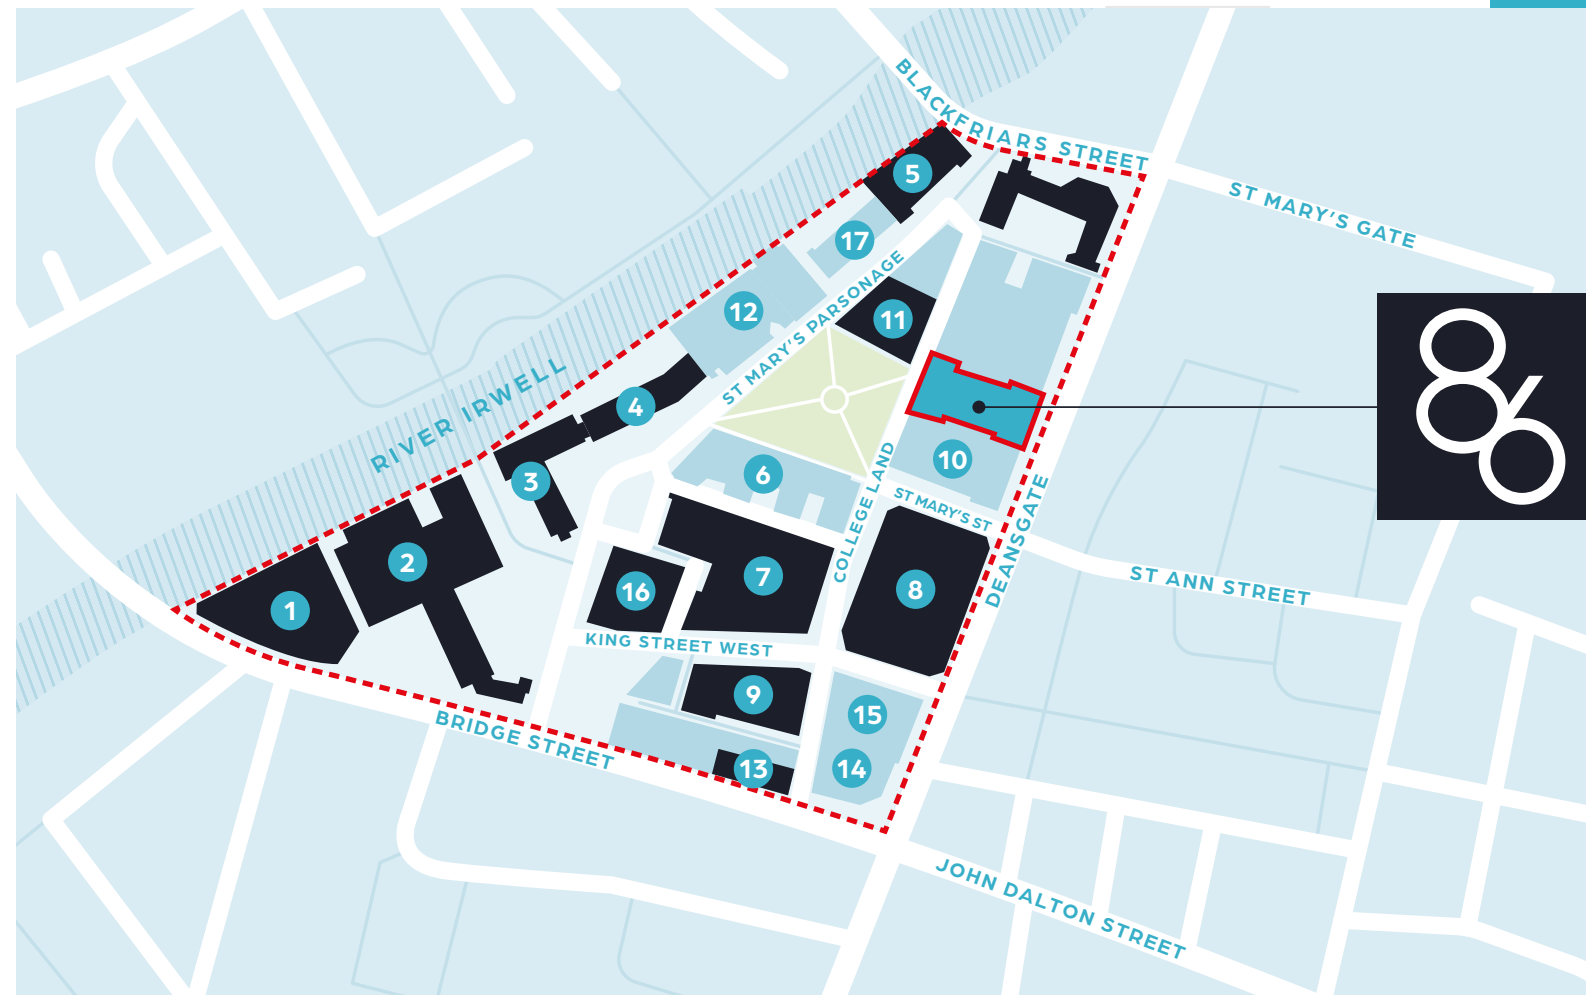 BLACKFRIARS STREET
ST MARY'S GATE
5
17
ST MARY'S PARSONAGE
12
11
86
RIVER IRWELL
4
10
6
3
COLLEGE LAND
ST MARY'S ST
DEANSGATE
2
7
8
16
1
ST ANN STREET
KING STREET WEST
9
15
BRIDGE STREET
13
14
JOHN DALTON STREET